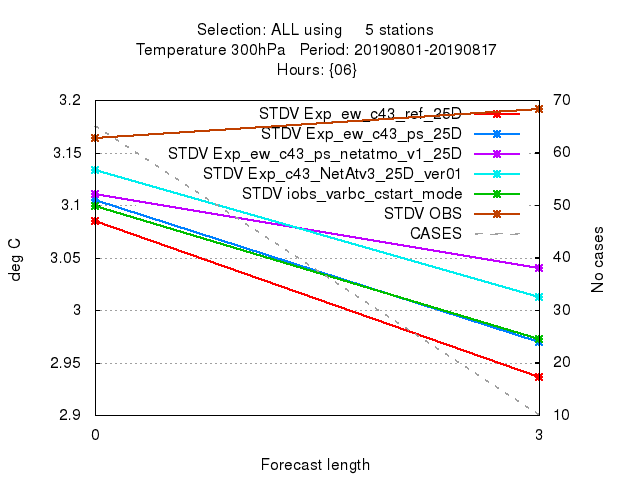 Selection: ALL using 5 stations
Temperature 300hPa Period: 20190801-20190817
Hours: {06}
3.2
3.15
3.1
3.05
3
2.95
2.9
deg C
STDV Exp_ew_c43_ref_25D
STDV Exp_ew_c43_ps_25D
STDV Exp_ew_c43_ps_netatmo_v1_25D
STDV Exp_c43_NetAtv3_25D_ver01
STDV iobs_varbc_cstart_mode
STDV OBS
CASES
70
60
50
40
30
20
10
No cases
0 3
Forecast length